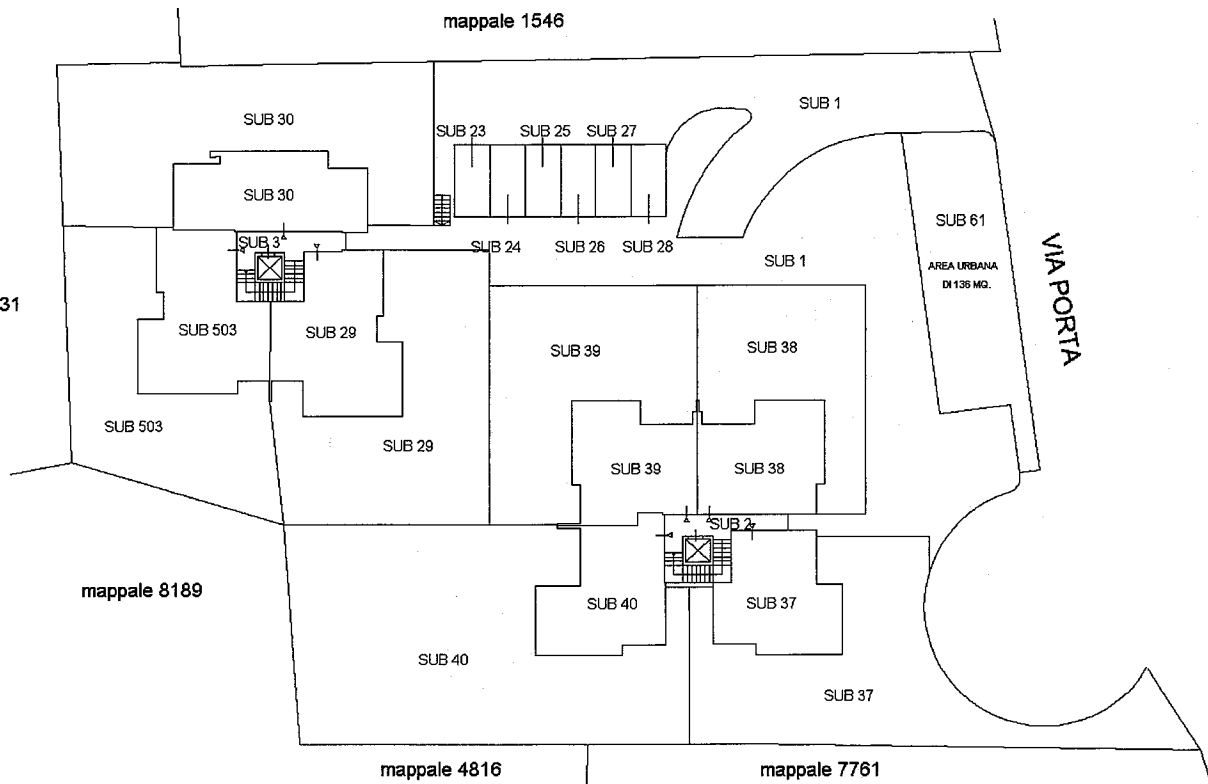 mappale 1546
SUB 30
SUB 1
SUB 23
SUB 25
SUB 27
SUB 30
SUB 24
SUB 26
SUB 28
SUB 3
SUB 1
SUB 61
AREA URBANA
DI 136 MQ.
VIA PORTA
31
SUB 503
SUB 29
SUB 39
SUB 38
SUB 503
SUB 29
SUB 39
SUB 38
SUB 2
mappale 8189
SUB 40
SUB 37
SUB 40
SUB 37
mappale 4816
mappale 7761